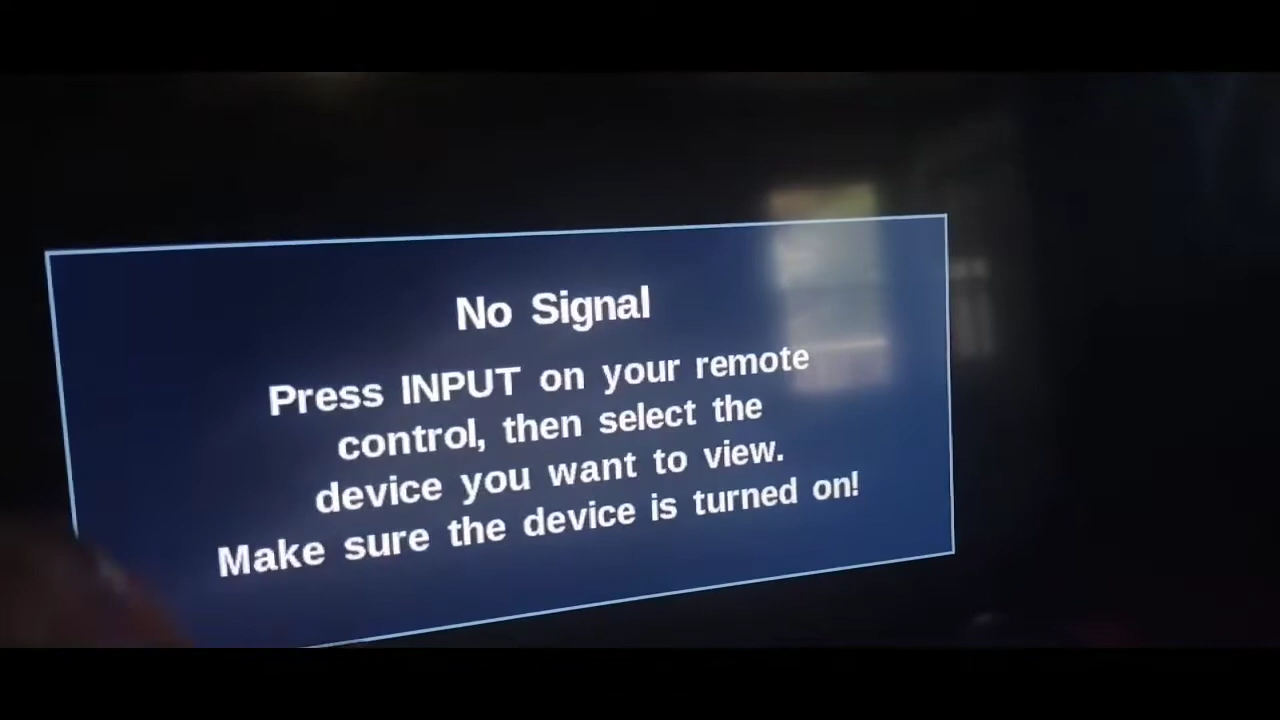 No Signal
Press INPUT on your remote
control, then select the
device you want to view.
Make sure the device is turned on!